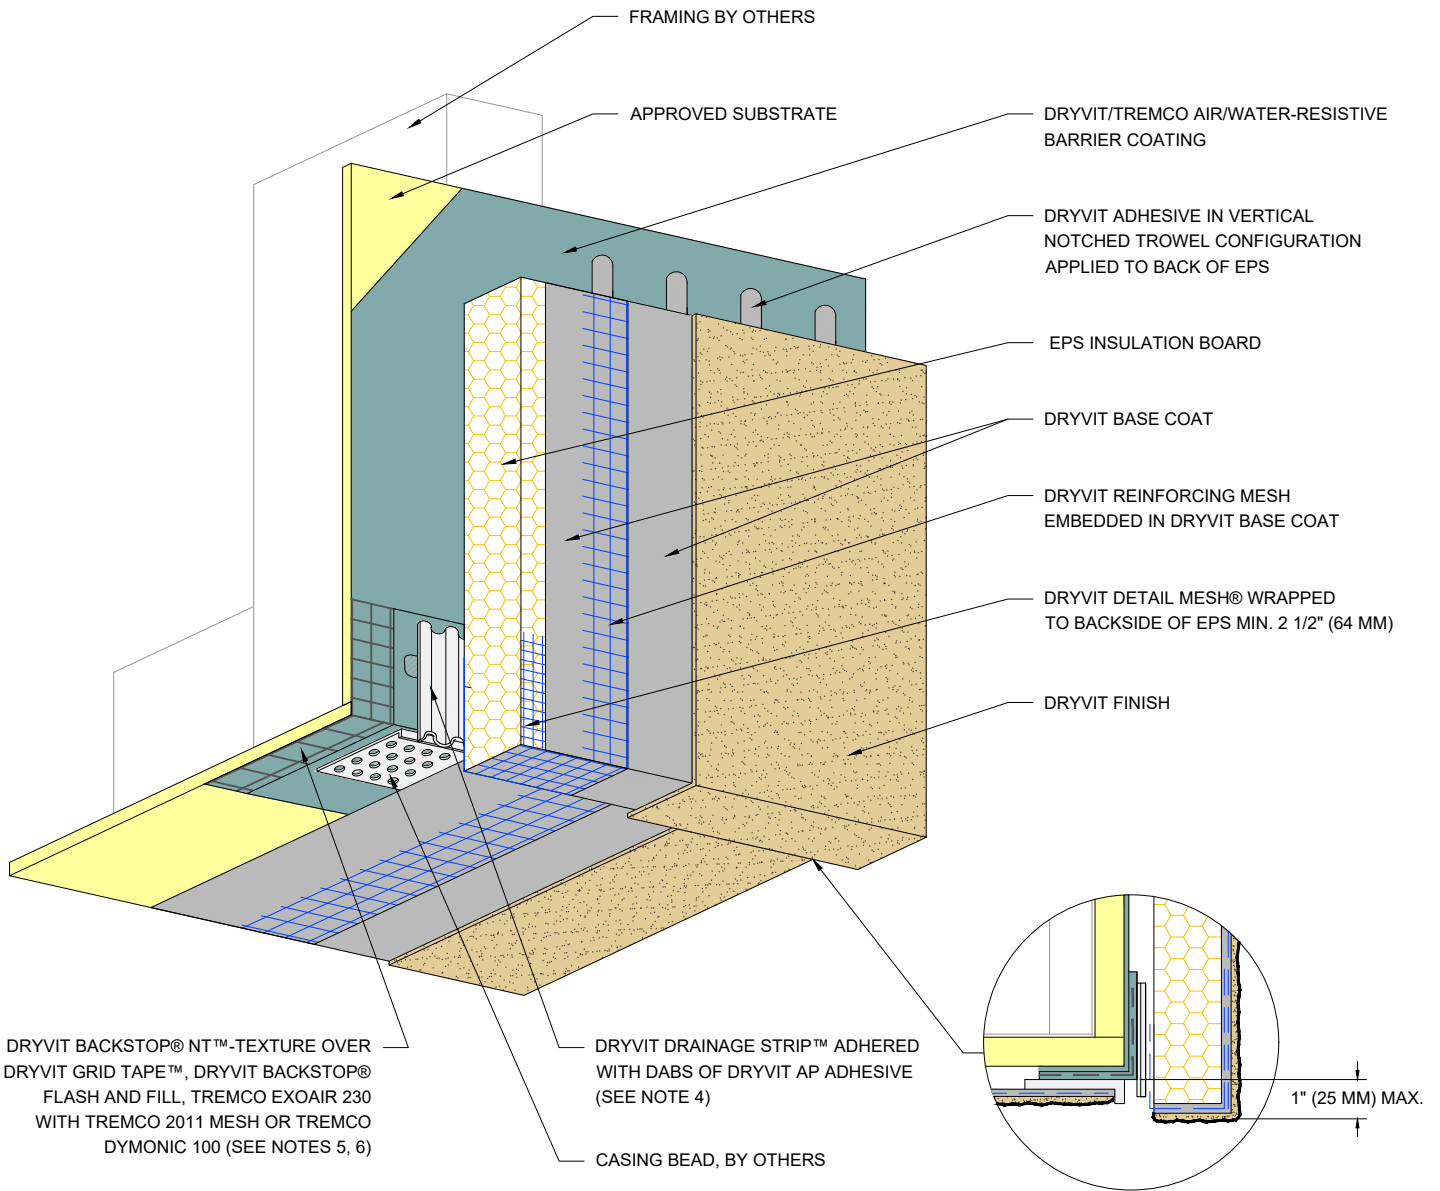 FRAMING BY OTHERS
APPROVED SUBSTRATE
DRYVIT/TREMCO AIR/WATER-RESISTIVE
BARRIER COATING
DRYVIT ADHESIVE IN VERTICAL
NOTCHED TROWEL CONFIGURATION
APPLIED TO BACK OF EPS
EPS INSULATION BOARD
DRYVIT BASE COAT
DRYVIT REINFORCING MESH
EMBEDDED IN DRYVIT BASE COAT
DRYVIT DETAIL MESH® WRAPPED
TO BACKSIDE OF EPS MIN. 2 1/2" (64 MM)
DRYVIT FINISH
DRYVIT BACKSTOP® NT™-TEXTURE OVER
DRYVIT GRID TAPE™, DRYVIT BACKSTOP®
FLASH AND FILL, TREMCO EXOAIR 230
WITH TREMCO 2011 MESH OR TREMCO
DYMONIC 100 (SEE NOTES 5, 6)
DRYVIT DRAINAGE STRIP™ ADHERED
WITH DABS OF DRYVIT AP ADHESIVE
(SEE NOTE 4)
CASING BEAD, BY OTHERS
1" (25 MM) MAX.